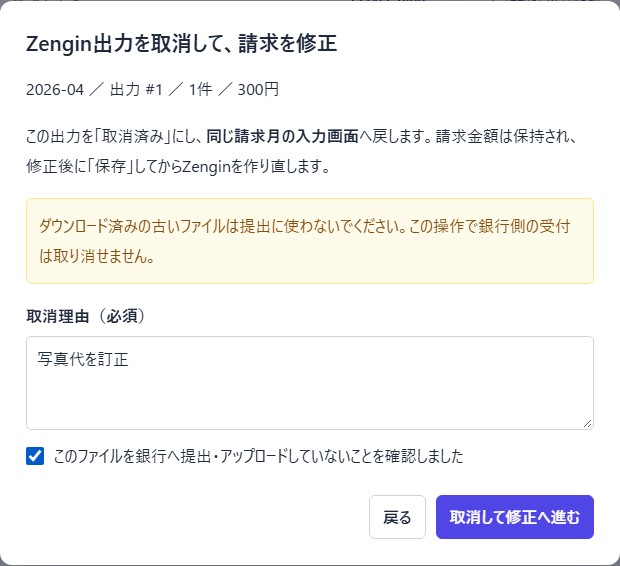 Zengin出力を取消して、請求を修正
2026-04 ／ 出力 #1 ／ 1件 ／ 300円
この出力を「取消済み」にし、同じ請求月の入力画面へ戻します。請求金額は保持され、
修正後に「保存」してからZenginを作り直します。
ダウンロード済みの古いファイルは提出に使わないでください。この操作で銀行側の受付
は取り消せません。
取消理由（必須）
写真代を訂正
このファイルを銀行へ提出・アップロードしていないことを確認しました
戻る
取消して修正へ進む